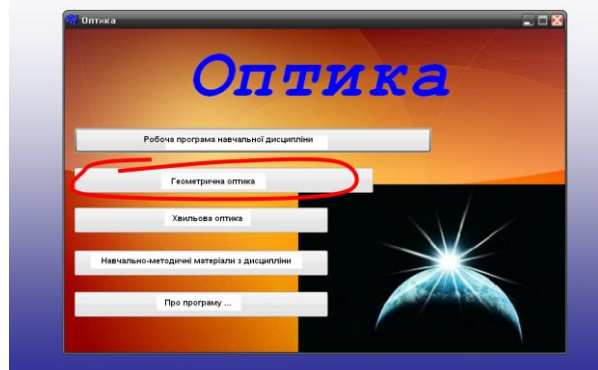 Оптика
Оптика
Робоча програма навчальної дисципліни
Геометрична оптика
Хвильова оптика
Навчально-методичні матеріали з дисципліни
Про програму ...